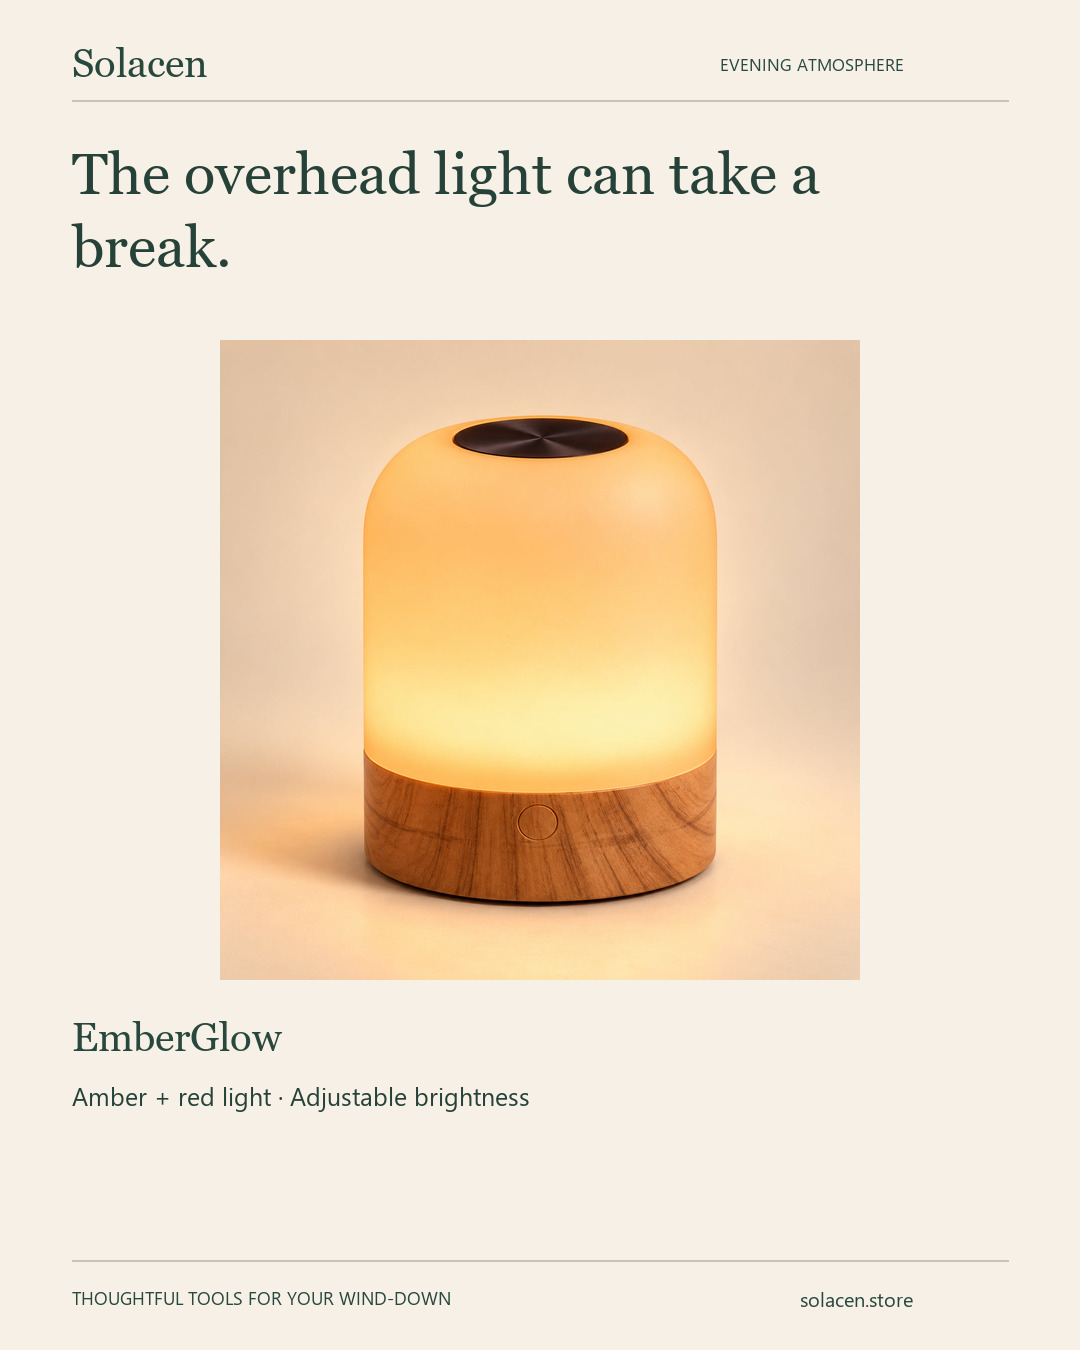 Solacen
EVENING ATMOSPHERE
The overhead light can take a
break.
EmberGlow
Amber + red light · Adjustable brightness
THOUGHTFUL TOOLS FOR YOUR WIND-DOWN
solacen.store